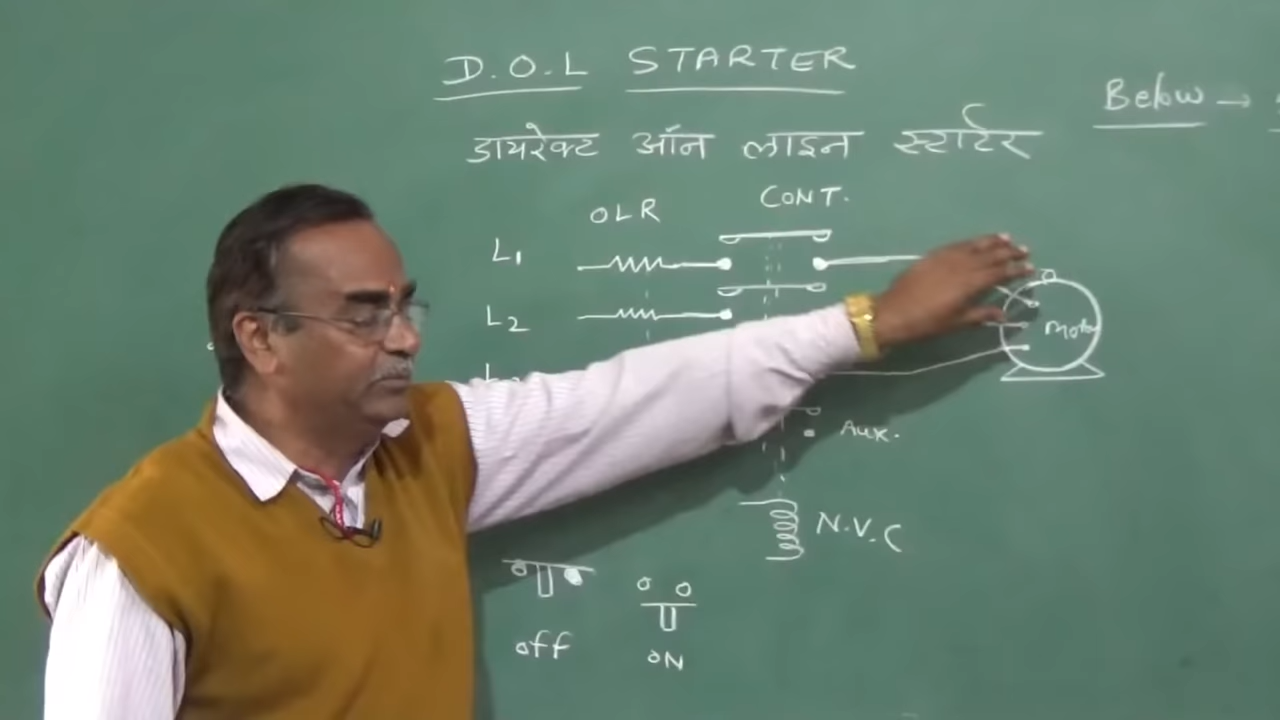 D.O.L STARTER
Below →
डायरेक्ट ऑन लाइन स्टार्टर
OLR CONT.
L1
L2
Motor
AUX.
N.V.C
off ON